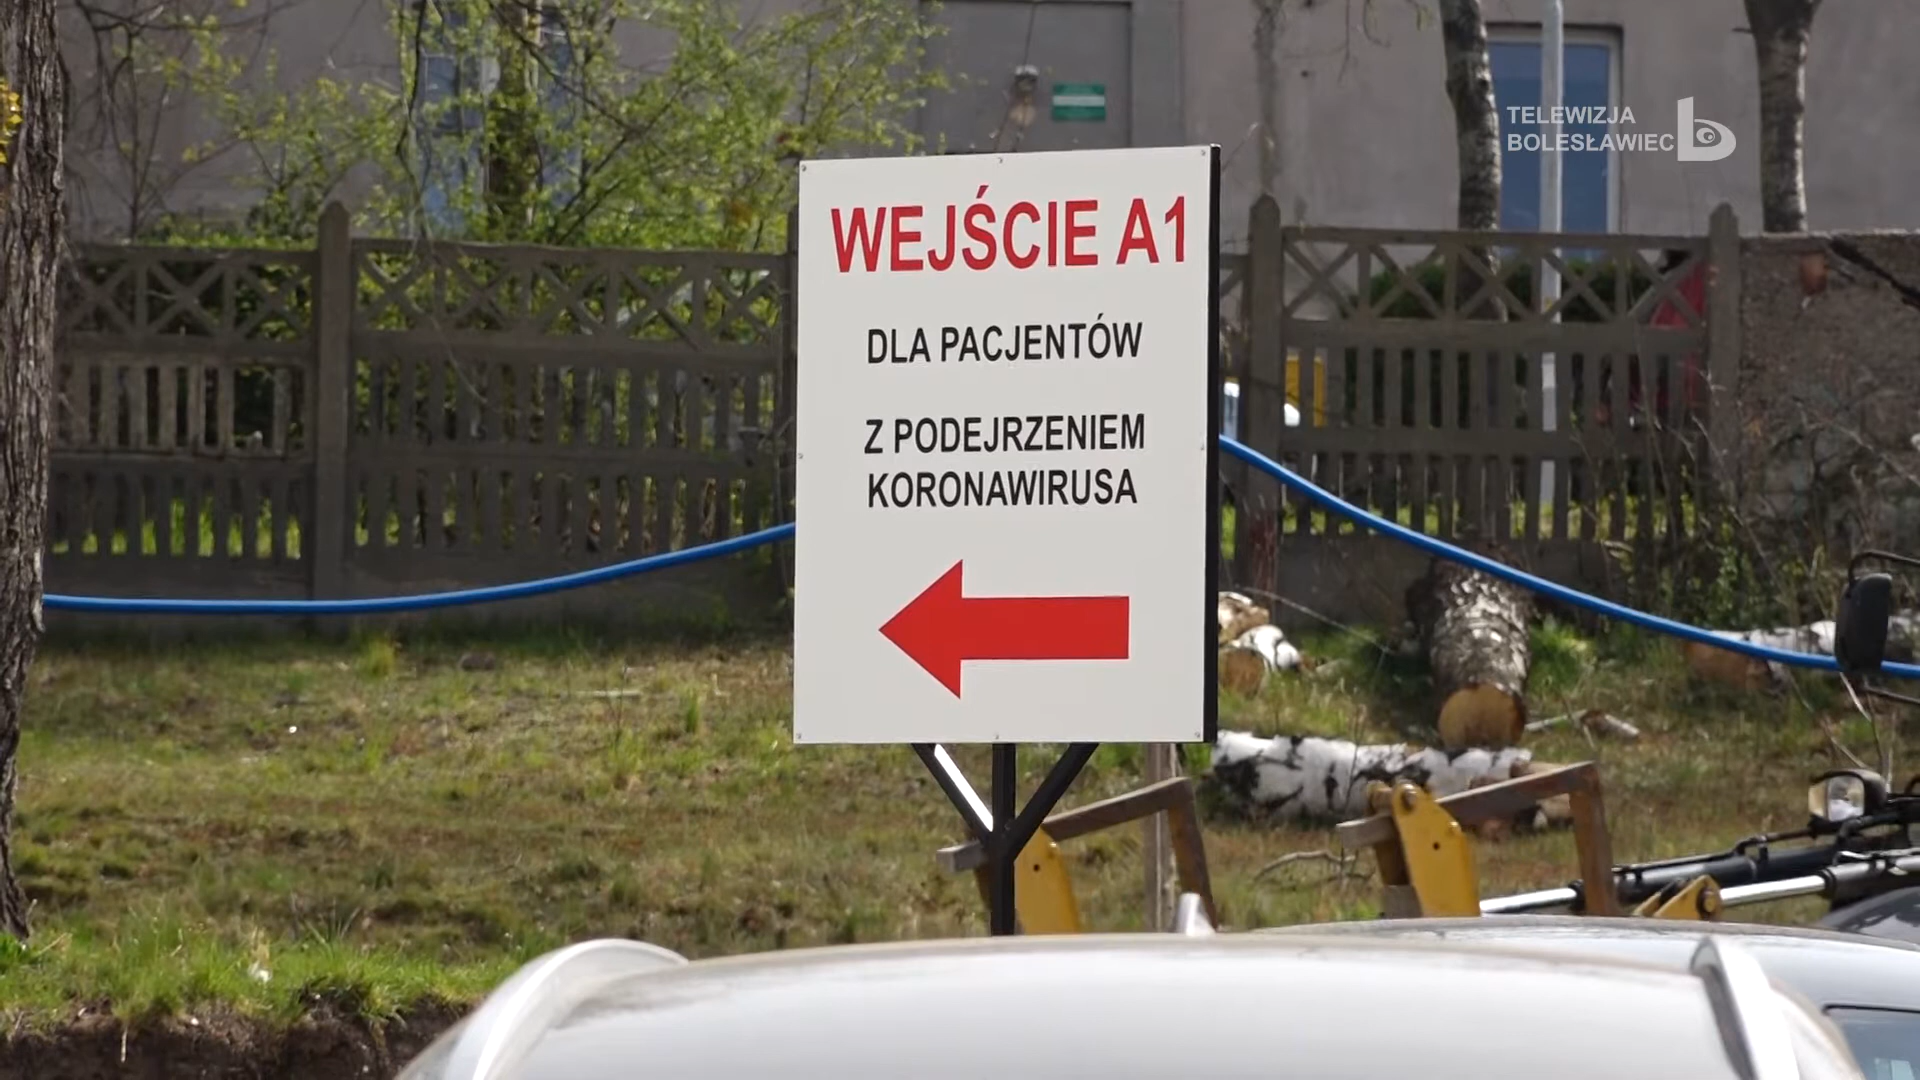 TELEWIZJA
BOLESŁAWIEC
WEJŚCIE A1
DLA PACJENTÓW
Z PODEJRZENIEM
KORONAWIRUSA